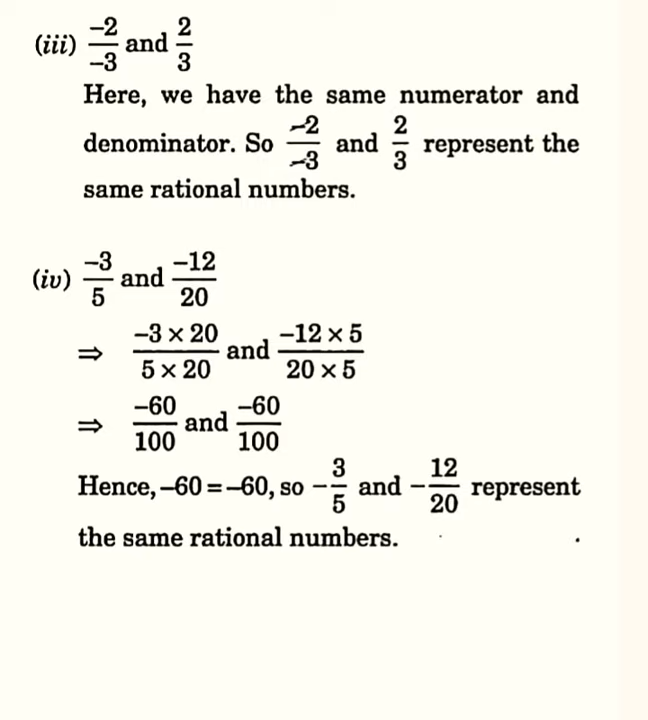 (iii) -2/-3 and 2/3
Here, we have the same numerator and
denominator. So -2/-3 and 2/3 represent the
same rational numbers.
(iv) -3/5 and -12/20
⇒ -3 × 20/5 × 20 and -12 × 5/20 × 5
⇒ -60/100 and -60/100
Hence, -60 = -60, so -3/5 and -12/20 represent
the same rational numbers.